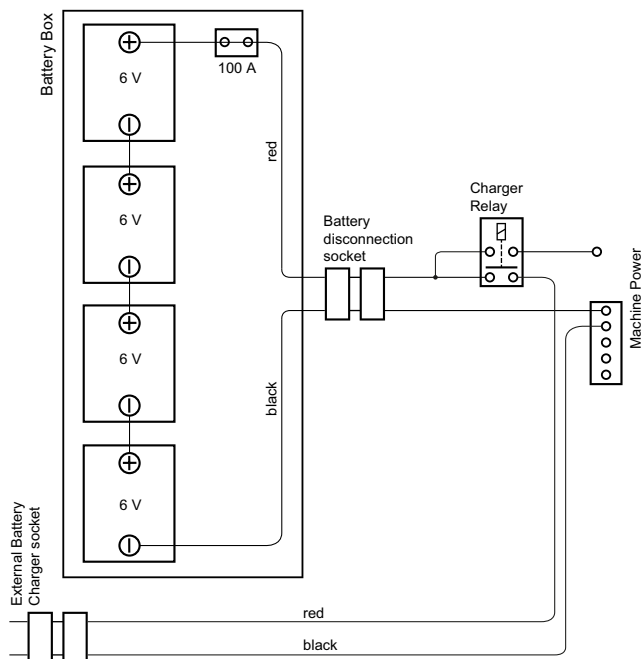 Battery Box
6 V
100 A
red
6 V
Charger
Relay
Battery
disconnection
socket
Machine Power
6 V
black
6 V
External Battery
Charger socket
red
black